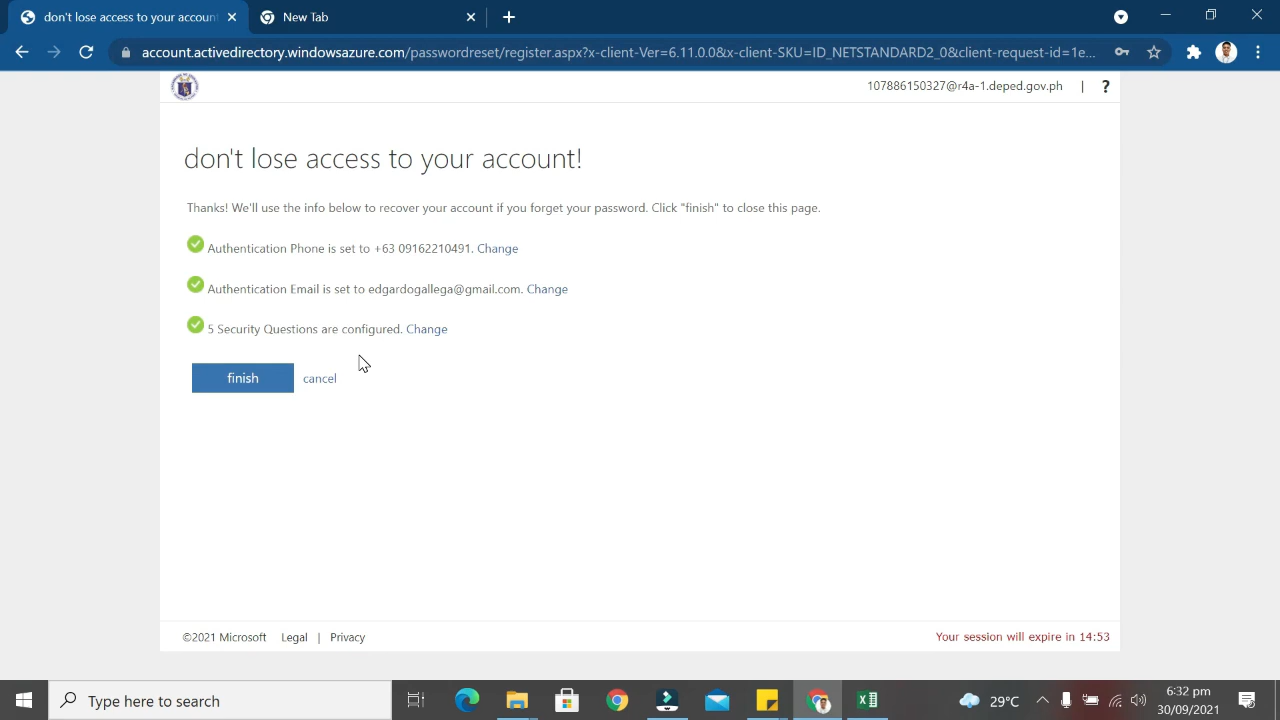 don't lose access to your accoun
New Tab
account.activedirectory.windowsazure.com/passwordreset/register.aspx?x-client-Ver=6.11.0.0&x-client-SKU=ID_NETSTANDARD2_0&client-request-id=1e...
107886150327@r4a-1.deped.gov.ph | ?
don't lose access to your account!
Thanks! We'll use the info below to recover your account if you forget your password. Click "finish" to close this page.
Authentication Phone is set to +63 09162210491. Change
Authentication Email is set to edgardogallega@gmail.com. Change
5 Security Questions are configured. Change
finish cancel
©2021 Microsoft Legal | Privacy
Your session will expire in 14:53
Type here to search
29°C
6:32 pm
30/09/2021